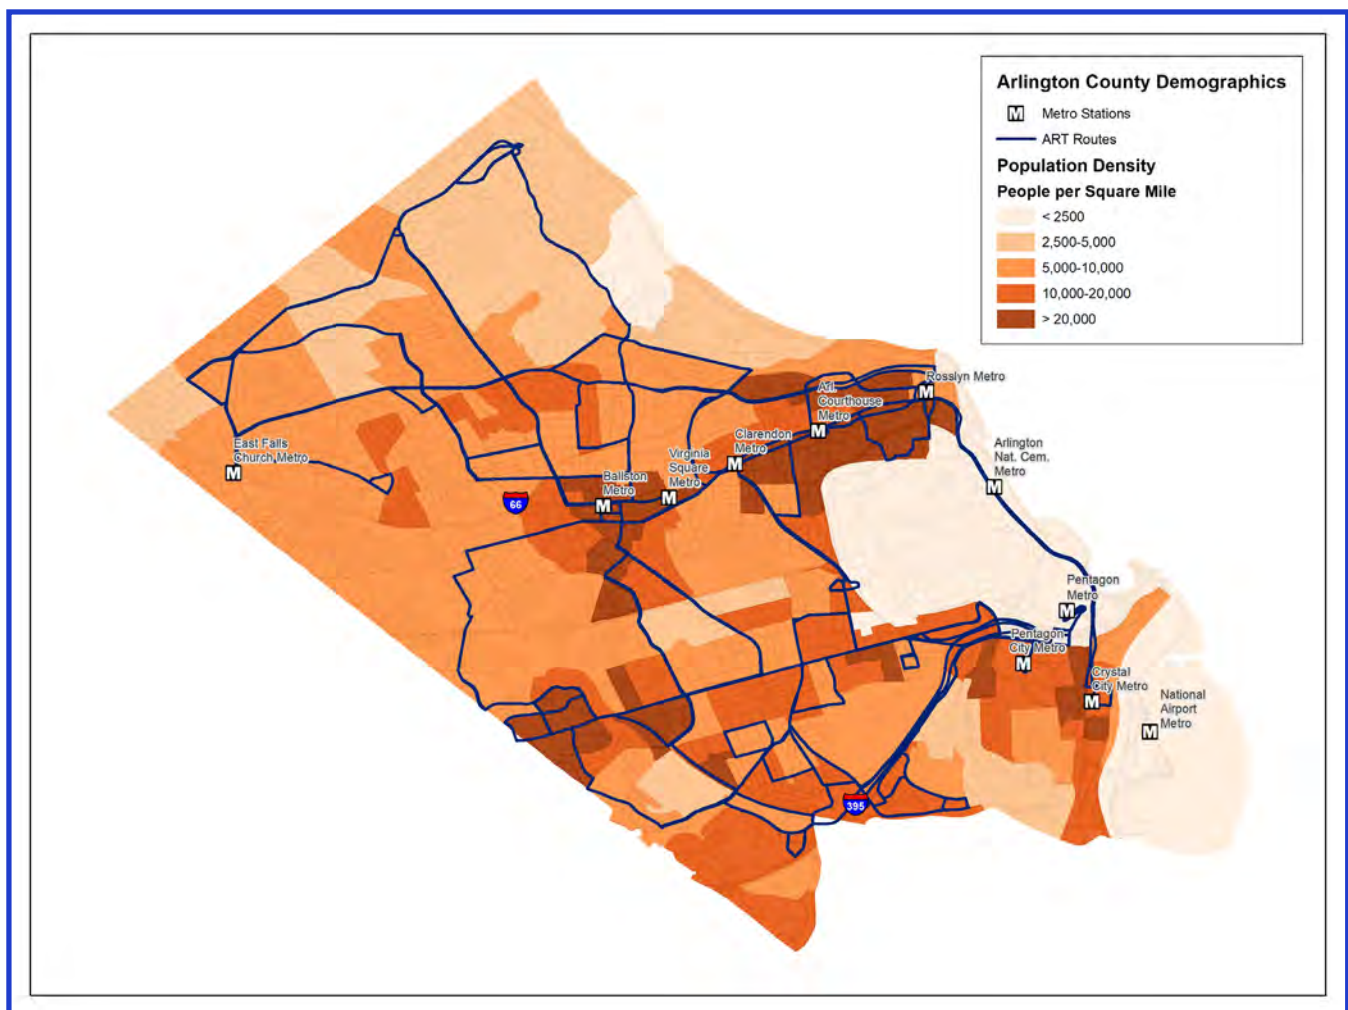 Arlington County Demographics
M Metro Stations
ART Routes
Population Density
People per Square Mile
< 2500
2,500-5,000
5,000-10,000
10,000-20,000
> 20,000
Rosslyn Metro
M
Arl.
Courthouse
Metro
M
Clarendon
Metro
M
Virginia
Square
Metro
M
Ballston
Metro
M
66
East Falls
Church Metro
M
Arlington
Nat. Cem.
Metro
M
Pentagon
Metro
M
Pentagon
City Metro
M
Crystal
City Metro
M
National
Airport
Metro
M
395